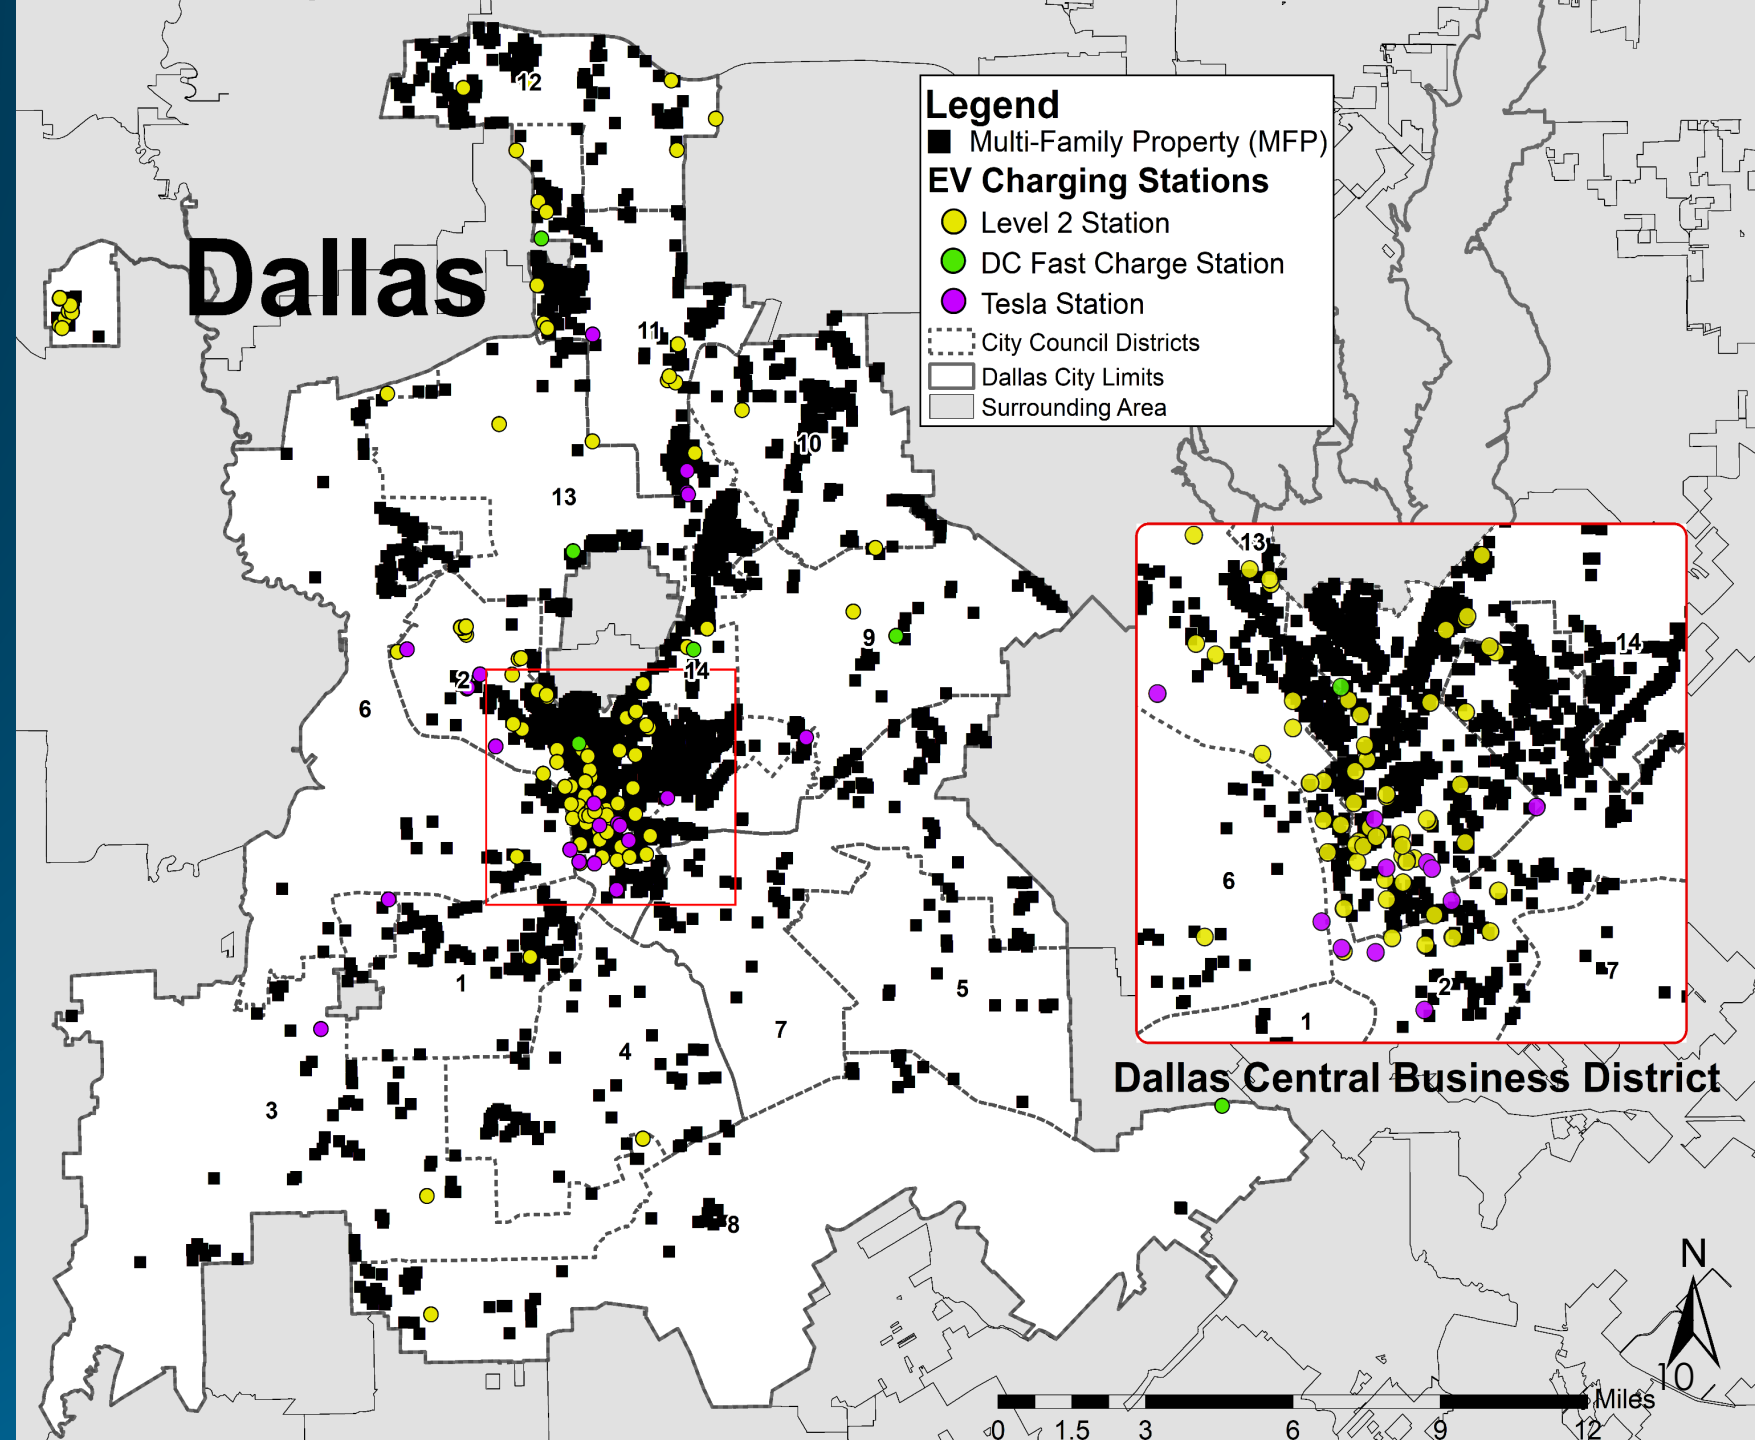 12
Legend
Multi-Family Property (MFP)
EV Charging Stations
Level 2 Station
DC Fast Charge Station
Tesla Station
City Council Districts
Dallas City Limits
Surrounding Area
Dallas
11
10
13
13
14
9
14
2
6
6
7
2
1
1
5
7
4
3
Dallas Central Business District
8
N
10
Miles
0 1.5 3 6 9 12